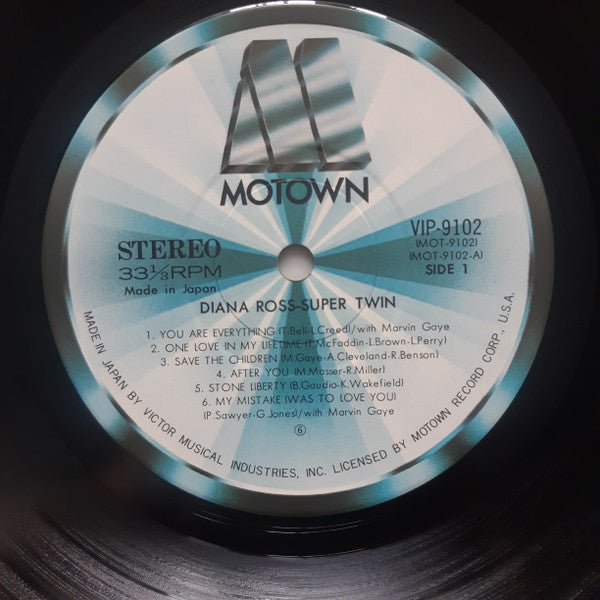 M
MOTOWN
STEREO
33⅓RPM
Made in Japan
VIP-9102
(MOT-9102)
(MOT-9102-A)
SIDE 1
DIANA ROSS-SUPER TWIN
1. YOU ARE EVERYTHING (T.Bell-L.Creed)/with Marvin Gaye
2. ONE LOVE IN MY LIFETIME (T.McFaddin-L.Brown-L.Perry)
3. SAVE THE CHILDREN (M.Gaye-A.Cleveland-R.Benson)
4. AFTER YOU (M.Masser-R.Miller)
5. STONE LIBERTY (B.Gaudio-K.Wakefield)
6. MY MISTAKE (WAS TO LOVE YOU)
(P.Sawyer-G.Jones)/with Marvin Gaye
⑥
MADE IN JAPAN BY VICTOR MUSICAL INDUSTRIES, INC. LICENSED BY MOTOWN RECORD CORP., U.S.A.